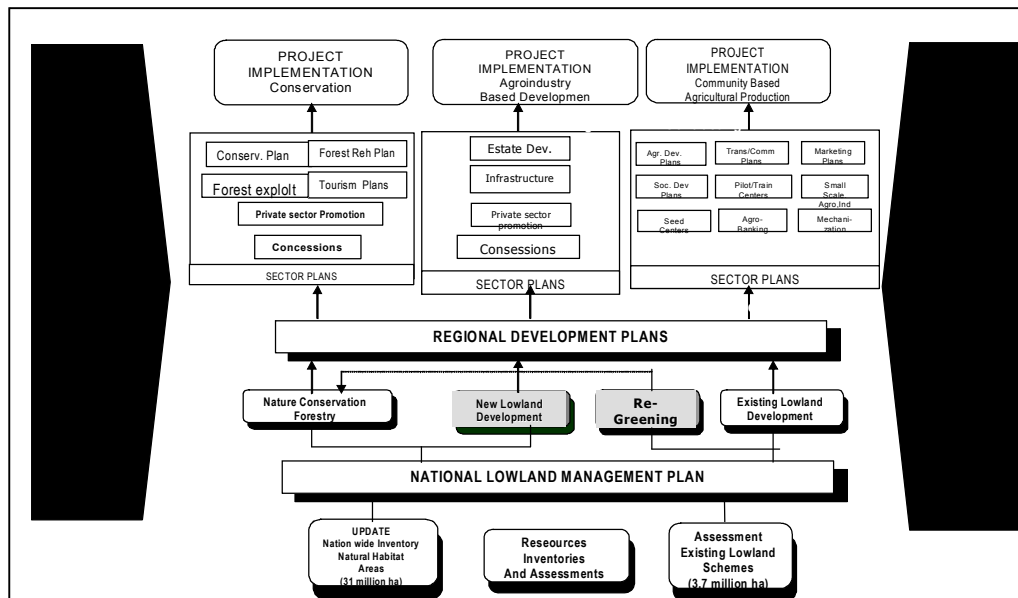 PROJECT
IMPLEMENTATION
Conservation
PROJECT
IMPLEMENTATION
Agroindustry
Based Developmen
PROJECT
IMPLEMENTATION
Community Based
Agricultural Production
Conserv. Plan
Forest Reh Plan
Forest explolt
Tourism Plans
Private sector Promotion
Concessions
SECTOR PLANS
Estate Dev.
Infrastructure
Private sector
promotion
Consessions
SECTOR PLANS
Agr. Dev.
Plans
Trans/Comm
Plans
Marketing
Plans
Soc. Dev
Plans
Pilot/Train
Centers
Small
Scale
Agro,Ind
Seed
Centers
Agro-
Banking
Mechani-
zation
SECTOR PLANS
REGIONAL DEVELOPMENT PLANS
Nature Conservation
Forestry
New Lowland
Development
Re-
Greening
Existing Lowland
Development
NATIONAL LOWLAND MANAGEMENT PLAN
UPDATE
Nation wide Inventory
Natural Habitat
Areas
(31 million ha)
Reseources
Inventories
And Assessments
Assessment
Existing Lowland
Schemes
(3.7 million ha)